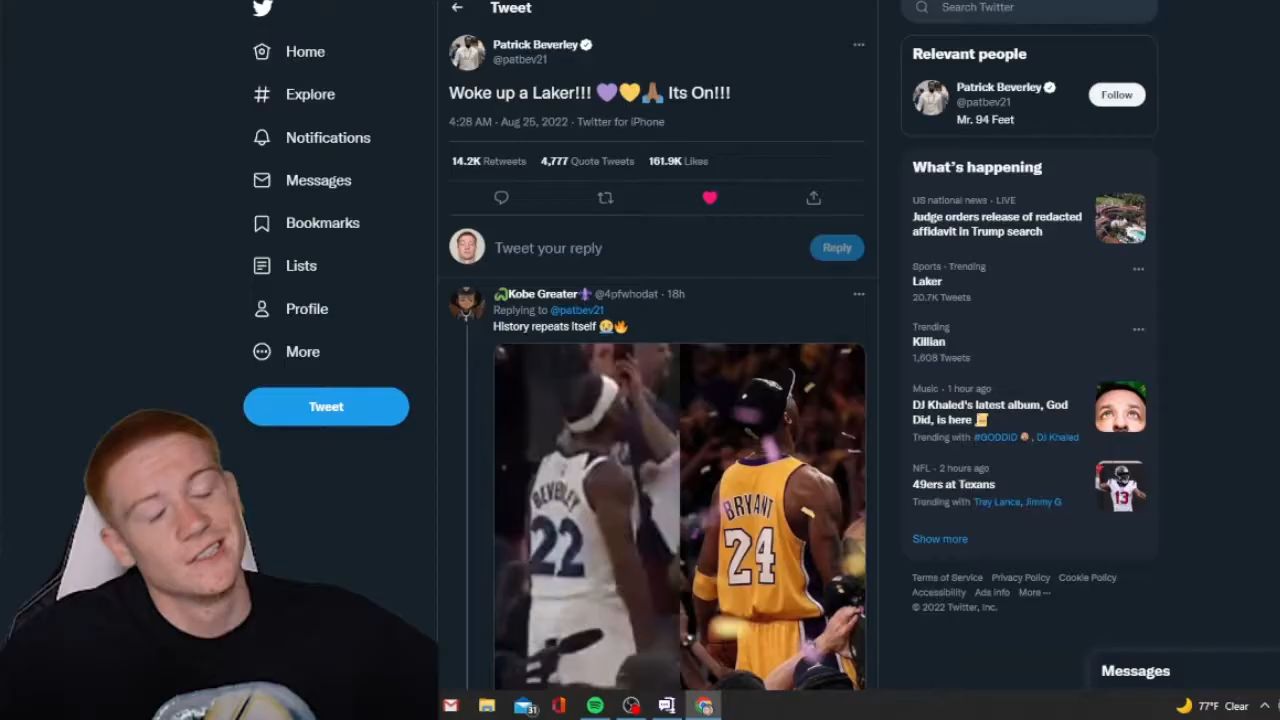 Tweet
Search Twitter
Home
Explore
Notifications
Messages
Bookmarks
Lists
Profile
More
Tweet
Patrick Beverley
@patbev21
Woke up a Laker!!! 💜💛🙏🏾 Its On!!!
4:28 AM · Aug 25, 2022 · Twitter for iPhone
14.2K Retweets 4,777 Quote Tweets 161.9K Likes
Tweet your reply
Reply
Kobe Greater @4pfwhodat · 18h
Replying to @patbev21
History repeats itself 😭🔥
BEVERLEY
22
BRYANT
24
Relevant people
Patrick Beverley
@patbev21
Follow
Mr. 94 Feet
What's happening
US national news · LIVE
Judge orders release of redacted
affidavit in Trump search
Sports · Trending
Laker
20.7K Tweets
Trending
Killian
1,608 Tweets
Music · 1 hour ago
DJ Khaled's latest album, God
Did, is here
Trending with #GODDID, DJ Khaled
NFL · 2 hours ago
49ers at Texans
Trending with Trey Lance, Jimmy G
13
Show more
Terms of Service Privacy Policy Cookie Policy
Accessibility Ads info More ···
© 2022 Twitter, Inc.
Messages
31
77°F Clear